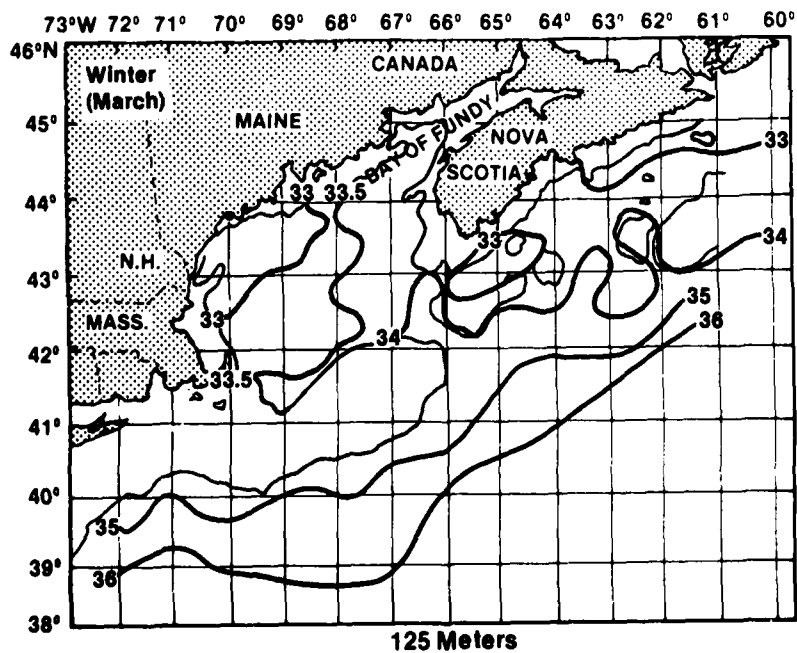 73°W 72° 71° 70° 69° 68° 67° 66° 65° 64° 63° 62° 61° 60°
46°N
Winter
(March)
CANADA
45°
MAINE
BAY OF FUNDY
NOVA
SCOTIA
33
44°
33 33.5
33
34
N.H.
43°
35
MASS.
33
36
34
42°
33.5
41°
40°
35
39°
36
38°
125 Meters